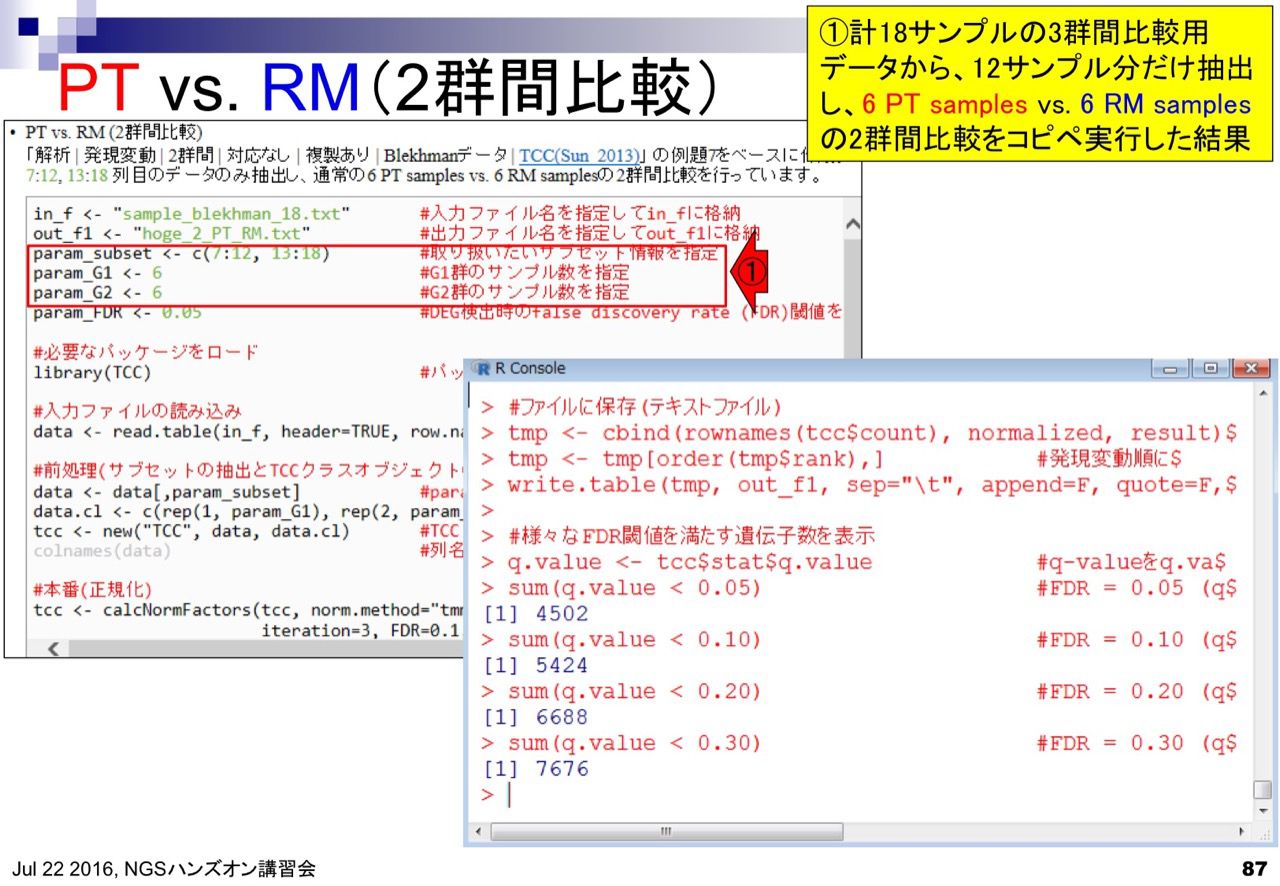 PT vs. RM(2群間比較)
①計18サンプルの3群間比較用
データから、12サンプル分だけ抽出
し、6 PT samples vs. 6 RM samples
の2群間比較をコピペ実行した結果
• PT vs. RM (2群間比較)
「解析 | 発現変動 | 2群間 | 対応なし | 複製あり | Blekhmanデータ | TCC(Sun_2013)」の例題7をベースに
7:12, 13:18 列目のデータのみ抽出し、通常の6 PT samples vs. 6 RM samplesの2群間比較を行っています。
in_f <- "sample_blekhman_18.txt" #入力ファイル名を指定してin_fに格納
out_f1 <- "hoge_2_PT_RM.txt" #出力ファイル名を指定してout_f1に格納
param_subset <- c(7:12, 13:18) #取り扱いたいサブセット情報を指定
param_G1 <- 6 #G1群のサンプル数を指定
param_G2 <- 6 #G2群のサンプル数を指定
①
param_FDR <- 0.05 #DEG検出時のfalse discovery rate (FDR)閾値を
#必要なパッケージをロード
library(TCC) #パッ
#入力ファイルの読み込み
data <- read.table(in_f, header=TRUE, row.na
#前処理(サブセットの抽出とTCCクラスオブジェクト
data <- data[,param_subset] #para
data.cl <- c(rep(1, param_G1), rep(2, param_
tcc <- new("TCC", data, data.cl) #TCC
colnames(data) #列名
#本番(正規化)
tcc <- calcNormFactors(tcc, norm.method="tmm
iteration=3, FDR=0.1
R Console
> #ファイルに保存(テキストファイル)
> tmp <- cbind(rownames(tcc$count), normalized, result)$
> tmp <- tmp[order(tmp$rank),] #発現変動順に$
> write.table(tmp, out_f1, sep="\t", append=F, quote=F,$
>
> #様々なFDR閾値を満たす遺伝子数を表示
> q.value <- tcc$stat$q.value #q-valueをq.va$
> sum(q.value < 0.05) #FDR = 0.05 (q$
[1] 4502
> sum(q.value < 0.10) #FDR = 0.10 (q$
[1] 5424
> sum(q.value < 0.20) #FDR = 0.20 (q$
[1] 6688
> sum(q.value < 0.30) #FDR = 0.30 (q$
[1] 7676
>
Jul 22 2016, NGSハンズオン講習会
87